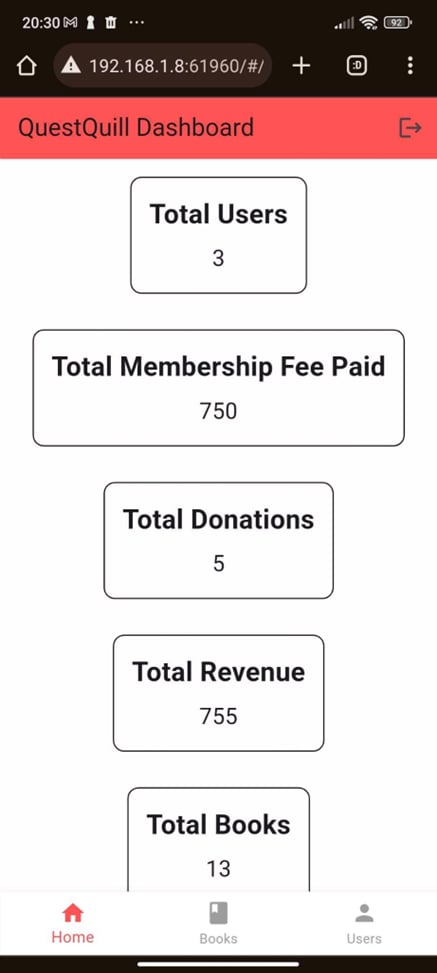 20:30
92
192.168.1.8:61960/#/
:D
QuestQuill Dashboard
Total Users
3
Total Membership Fee Paid
750
Total Donations
5
Total Revenue
755
Total Books
13
Home
Books
Users